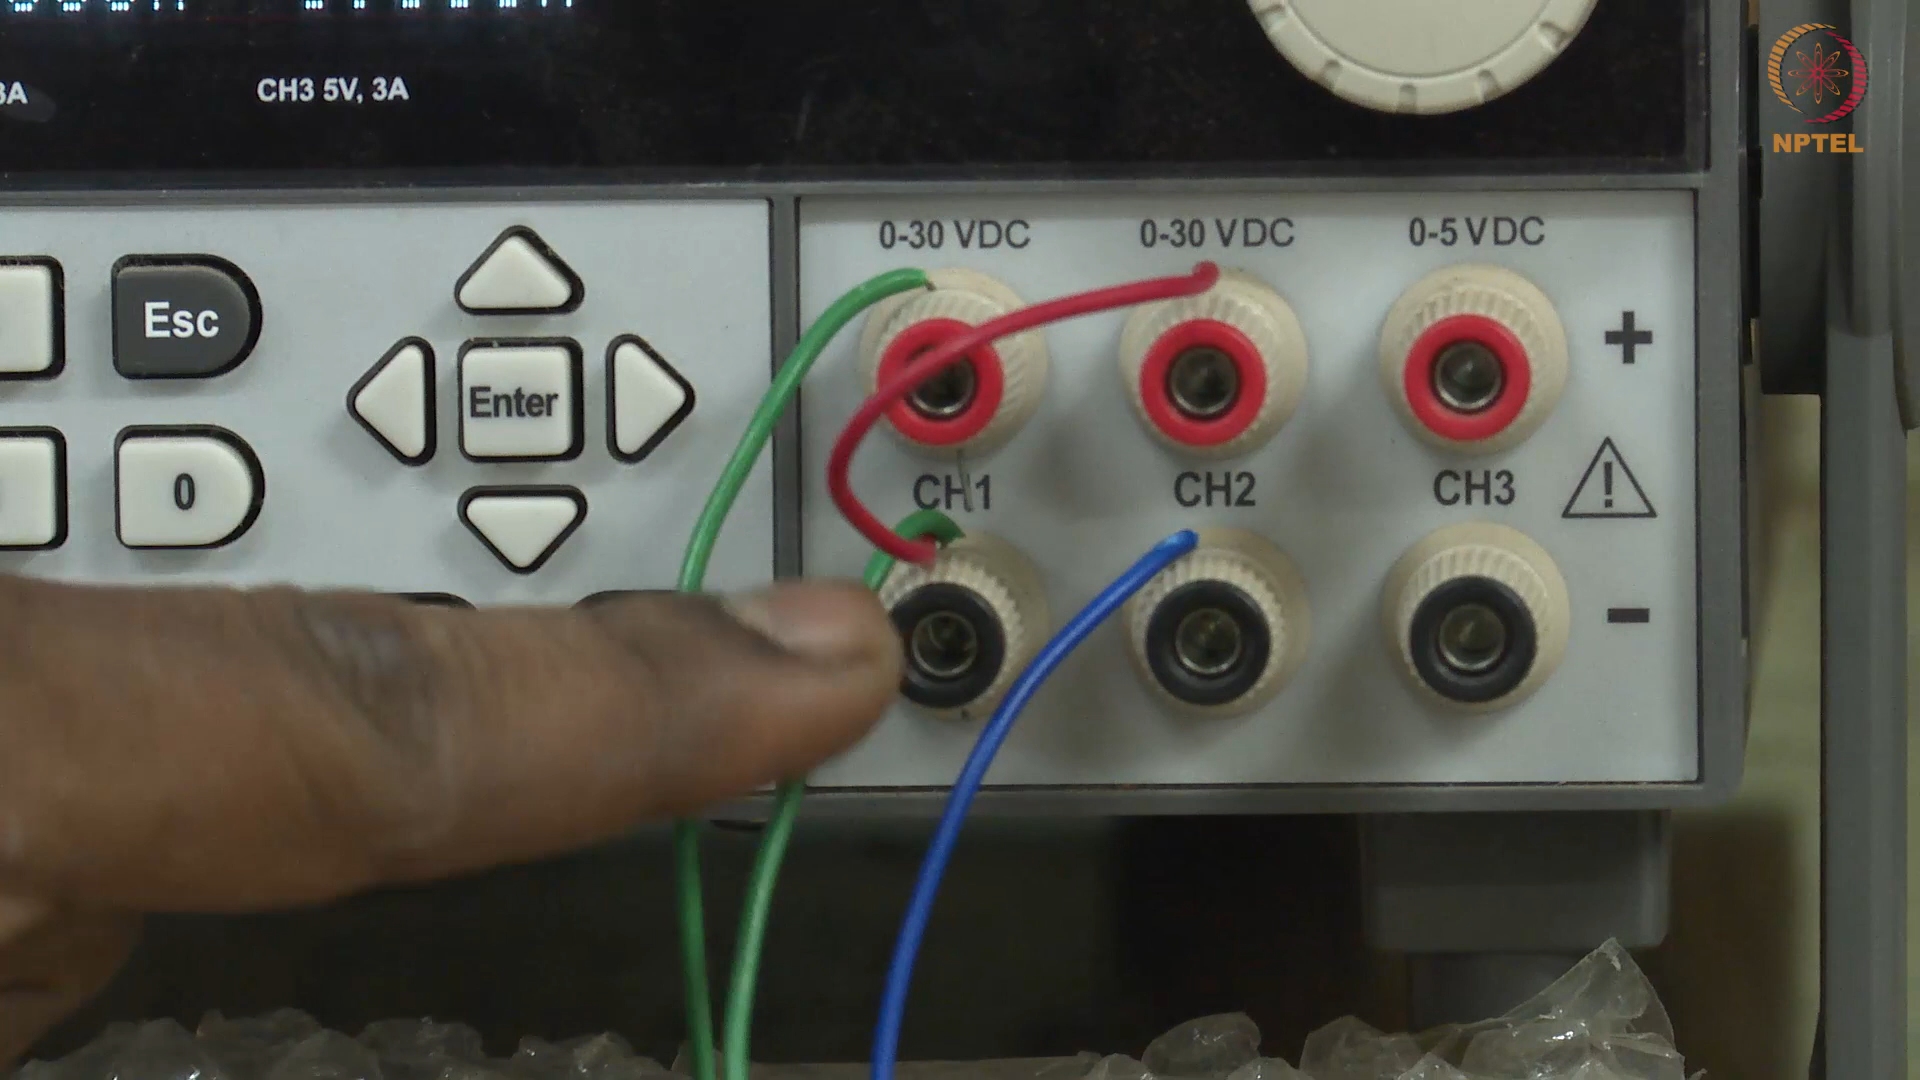 3A
CH3 5V, 3A
NPTEL
0-30 VDC
0-30 VDC
0-5 VDC
+
Esc
Enter
0
CH1
CH2
CH3
-